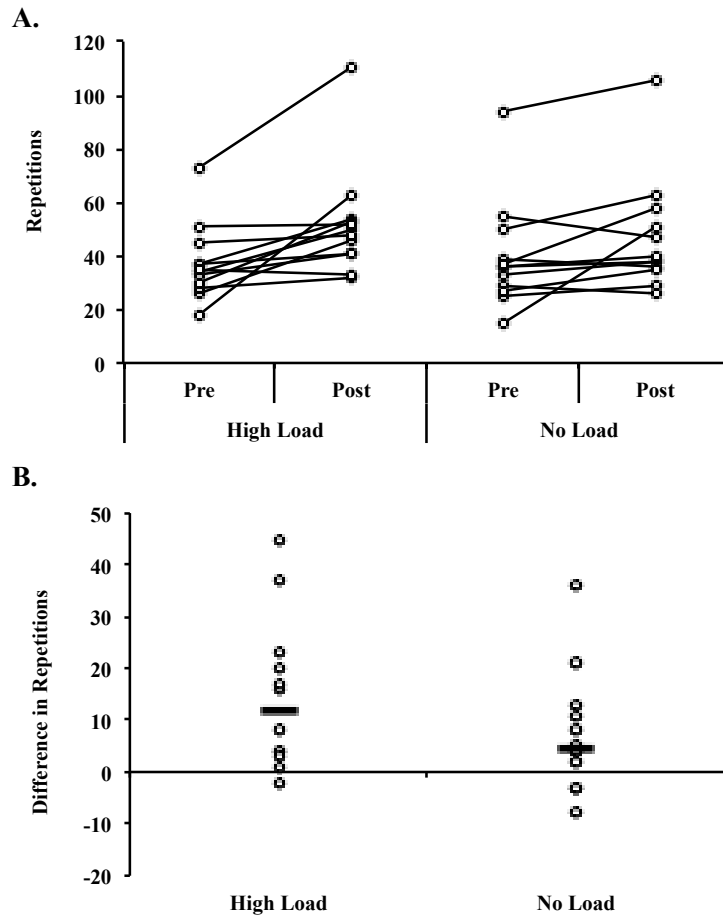 A.
120
100
80
60
40
20
0
Repetitions
Pre Post Pre Post
High Load No Load
B.
50
40
30
20
10
0
-10
-20
Difference in Repetitions
High Load No Load